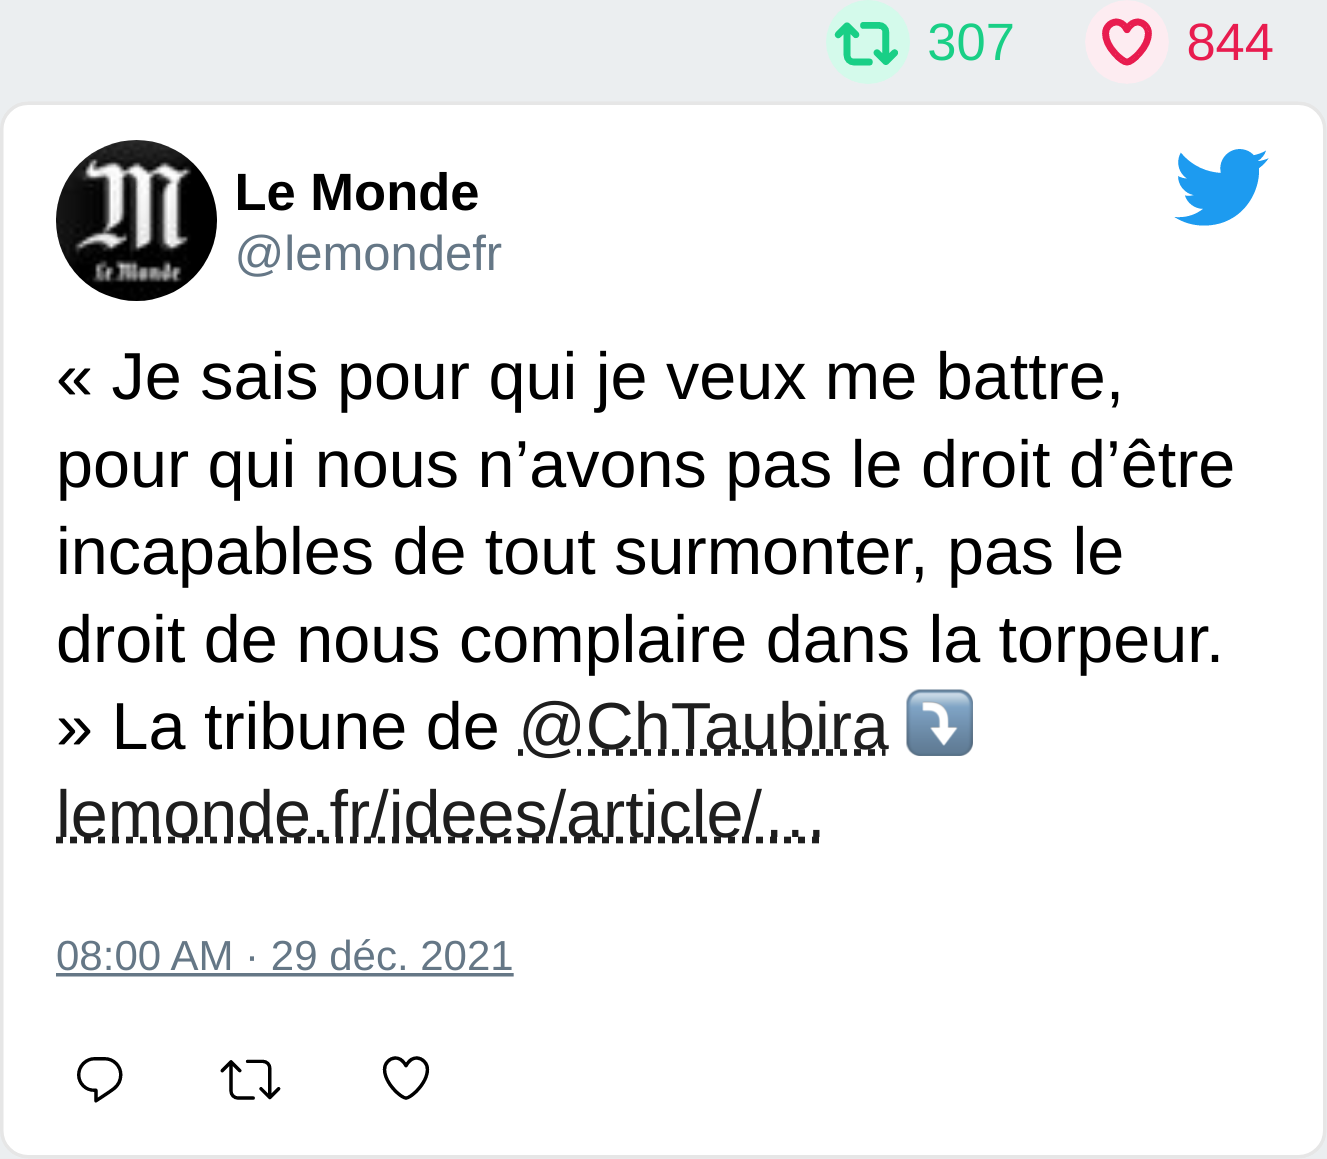 307 844
Le Monde
Le Monde
@lemondefr
« Je sais pour qui je veux me battre,
pour qui nous n’avons pas le droit d’être
incapables de tout surmonter, pas le
droit de nous complaire dans la torpeur.
» La tribune de @ChTaubira ⤵️
lemonde.fr/idees/article/…
08:00 AM · 29 déc. 2021